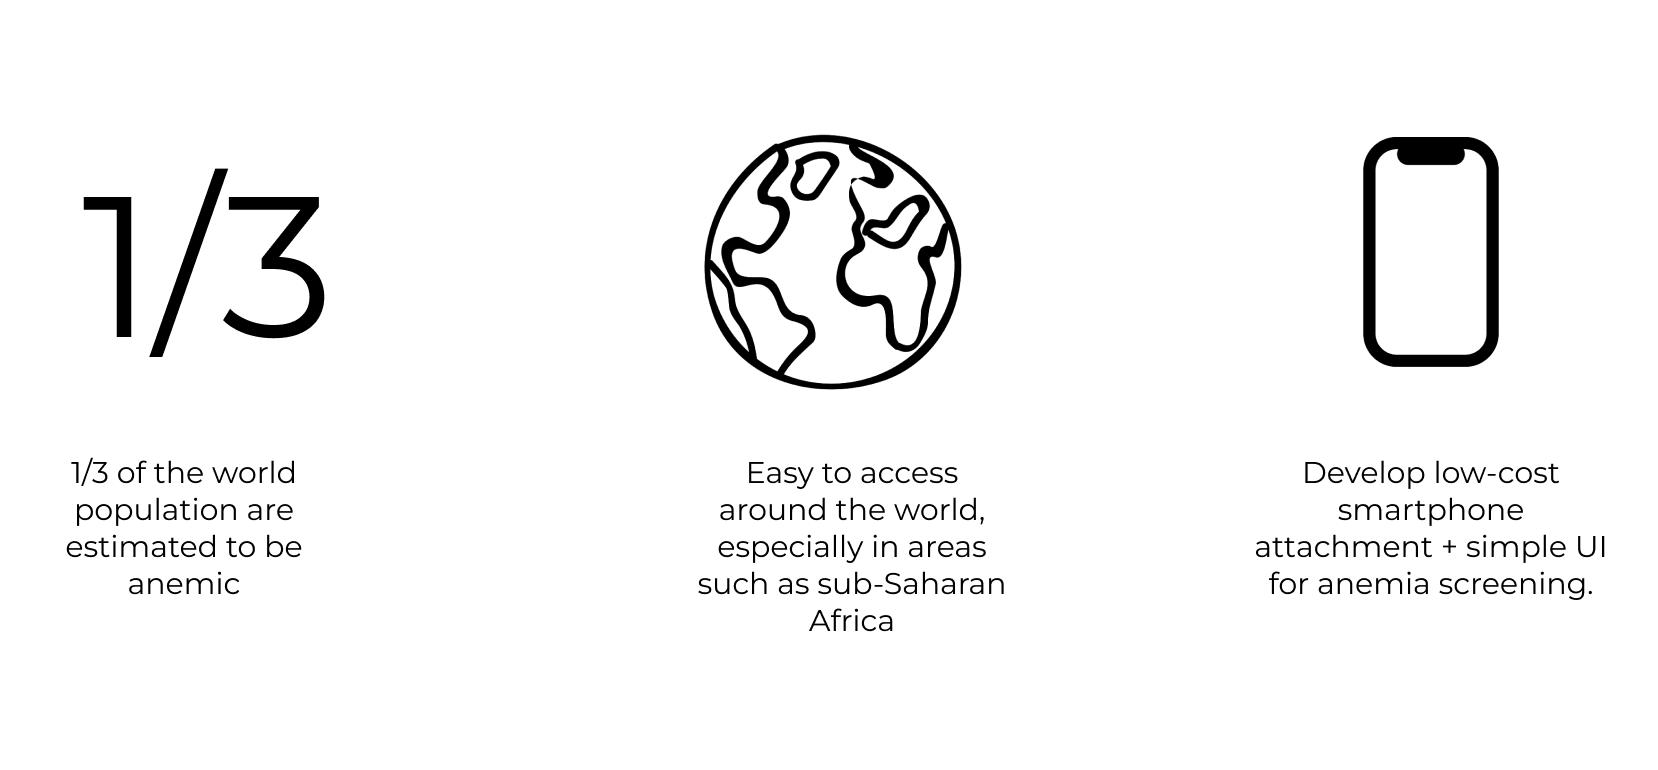 1/3
1/3 of the world
population are
estimated to be
anemic
Easy to access
around the world,
especially in areas
such as sub-Saharan
Africa
Develop low-cost
smartphone
attachment + simple UI
for anemia screening.